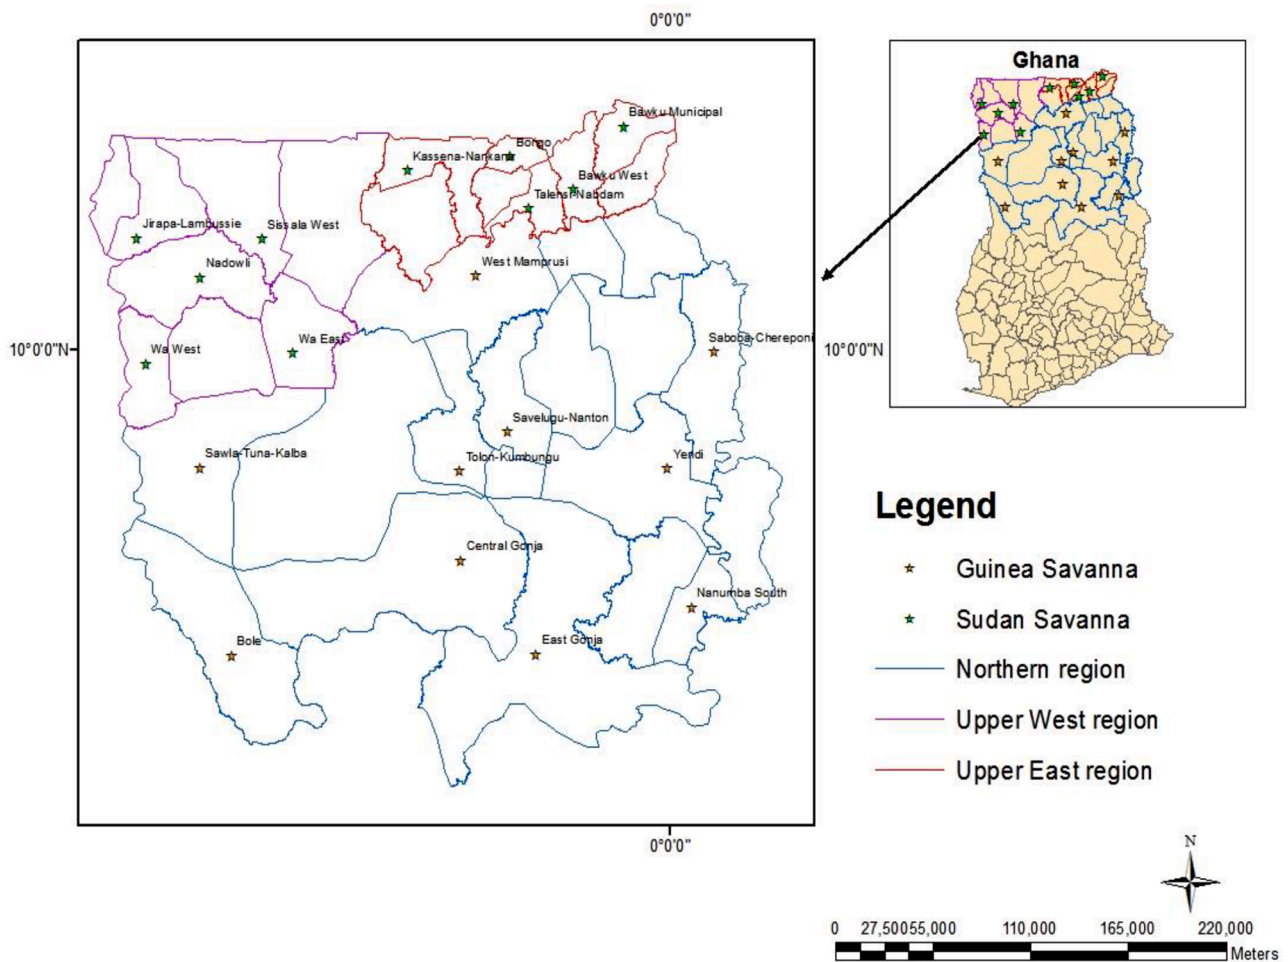 0°0'0"
Ghana
Bawku Municipal
Bongo
Kassena-Nankana
Bawku West
Talensi-Nabdam
Jirapa-Lambussie
Sissala West
Nadowli
West Mamprusi
10°0'0"N
Wa West
Wa East
Saboba-Chereponi
10°0'0"N
Savelugu-Nanton
Sawla-Tuna-Kalba
Tolon-Kumbungu
Yendi
Legend
Guinea Savanna
Sudan Savanna
Northern region
Upper West region
Upper East region
Central Gonja
Nanumba South
Bole
East Gonja
0°0'0"
N
0 27,500 55,000 110,000 165,000 220,000
Meters